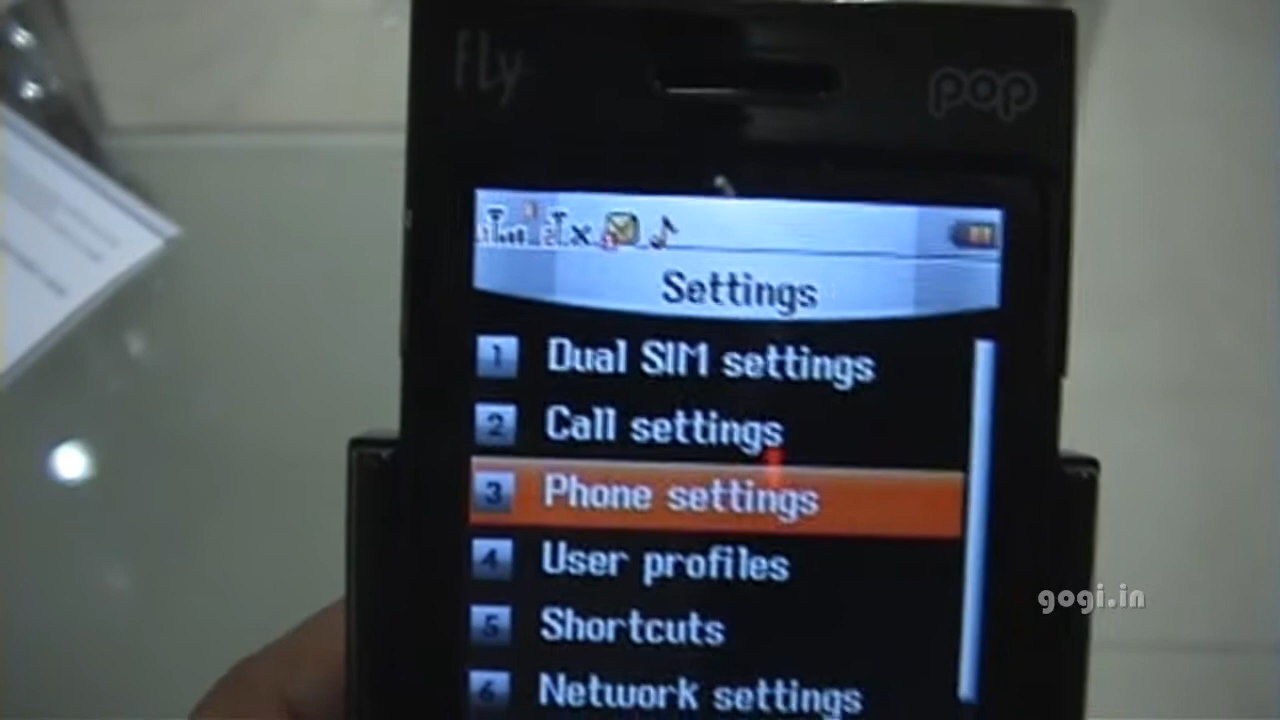 fly
pop
Settings
1 Dual SIM settings
2 Call settings
3 Phone settings
4 User profiles
5 Shortcuts
6 Network settings
gogi.in